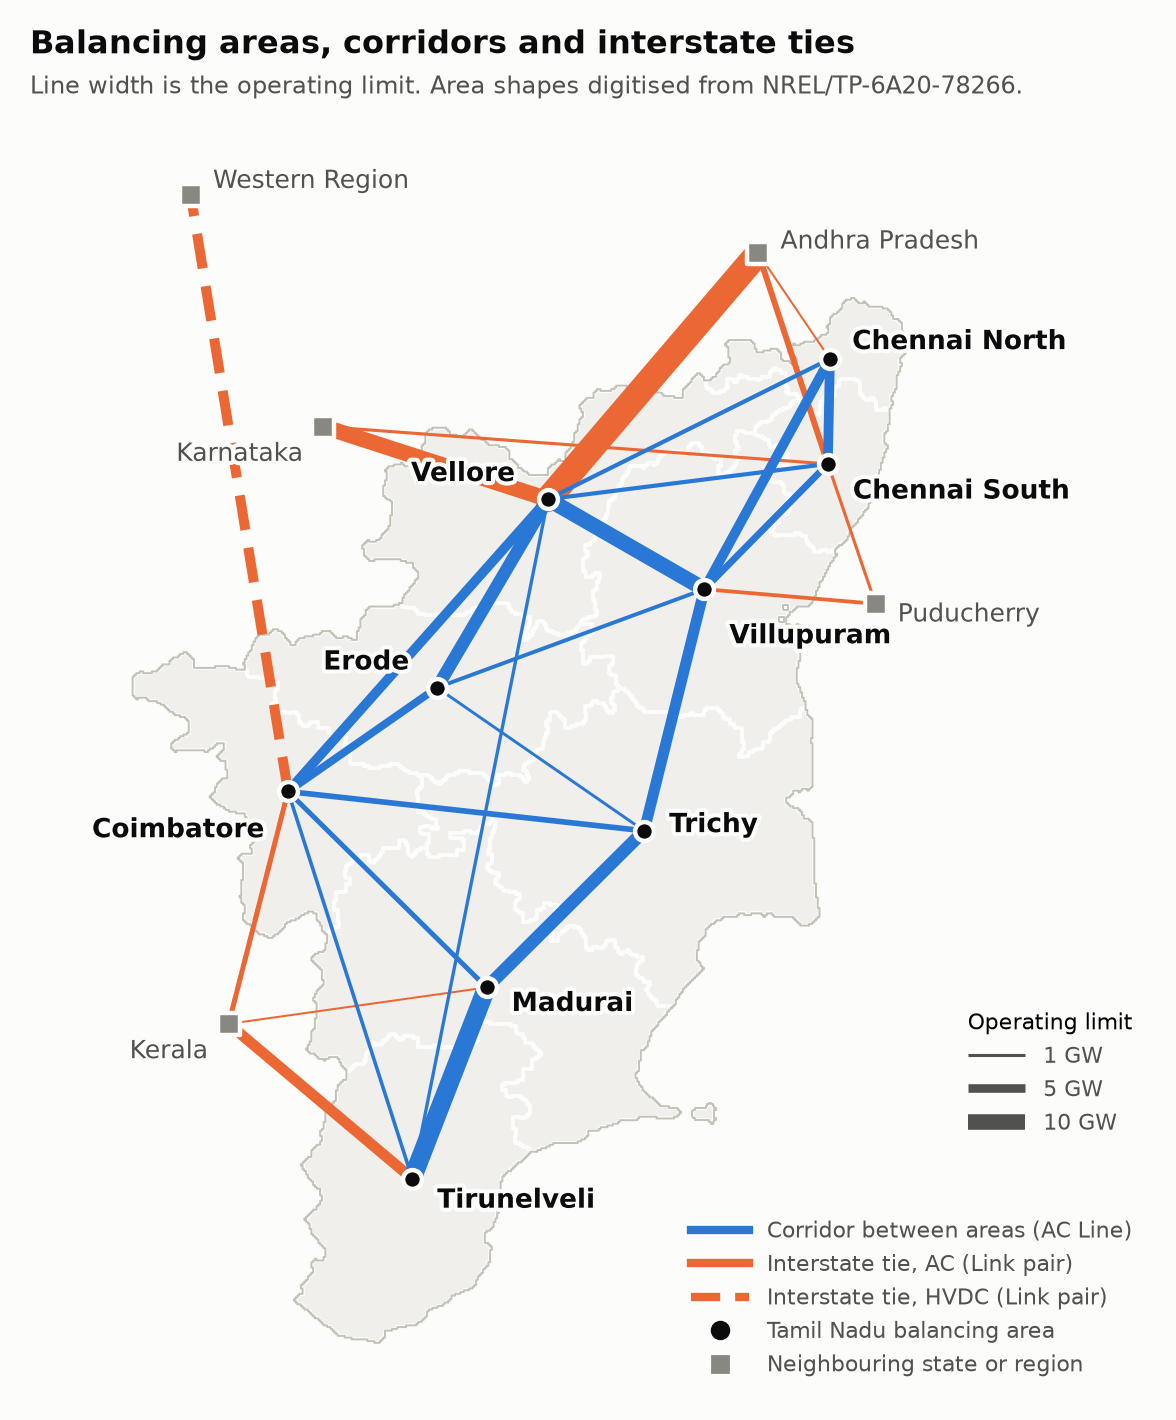 Balancing areas, corridors and interstate ties
Line width is the operating limit. Area shapes digitised from NREL/TP-6A20-78266.
Western Region
Andhra Pradesh
Chennai North
Karnataka
Vellore
Chennai South
Puducherry
Villupuram
Erode
Coimbatore
Trichy
Madurai
Kerala
Tirunelveli
Operating limit
1 GW
5 GW
10 GW
Corridor between areas (AC Line)
Interstate tie, AC (Link pair)
Interstate tie, HVDC (Link pair)
Tamil Nadu balancing area
Neighbouring state or region